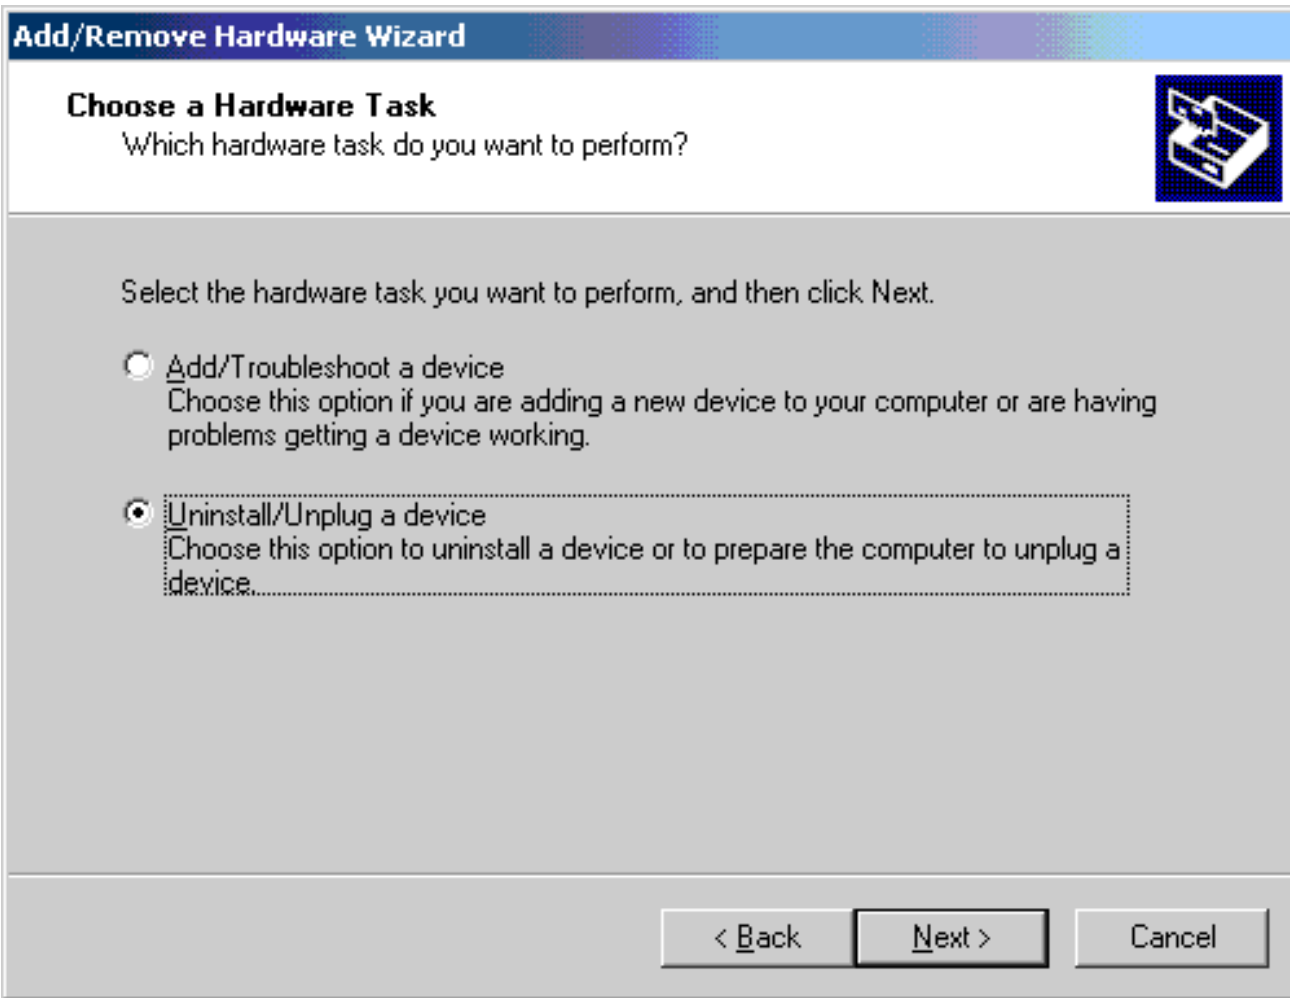 Add/Remove Hardware Wizard
Choose a Hardware Task
Which hardware task do you want to perform?
Select the hardware task you want to perform, and then click Next.
Add/Troubleshoot a device
Choose this option if you are adding a new device to your computer or are having
problems getting a device working.
Uninstall/Unplug a device
Choose this option to uninstall a device or to prepare the computer to unplug a
device.
< Back
Next >
Cancel